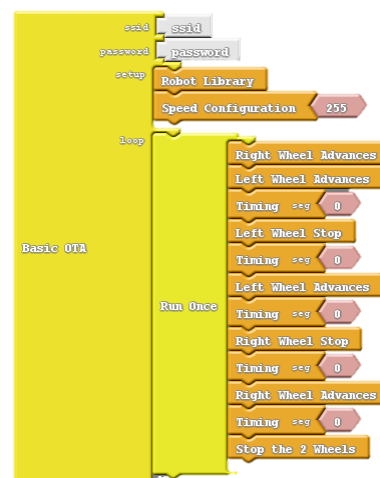 ssid ssid
password password
setup Robot Library
Speed Configuration 255
loop
Right Wheel Advances
Left Wheel Advances
Timing seg 0
Left Wheel Stop
Timing seg 0
Basic OTA
Left Wheel Advances
Run Once
Timing seg 0
Right Wheel Stop
Timing seg 0
Right Wheel Advances
Timing seg 0
Stop the 2 Wheels